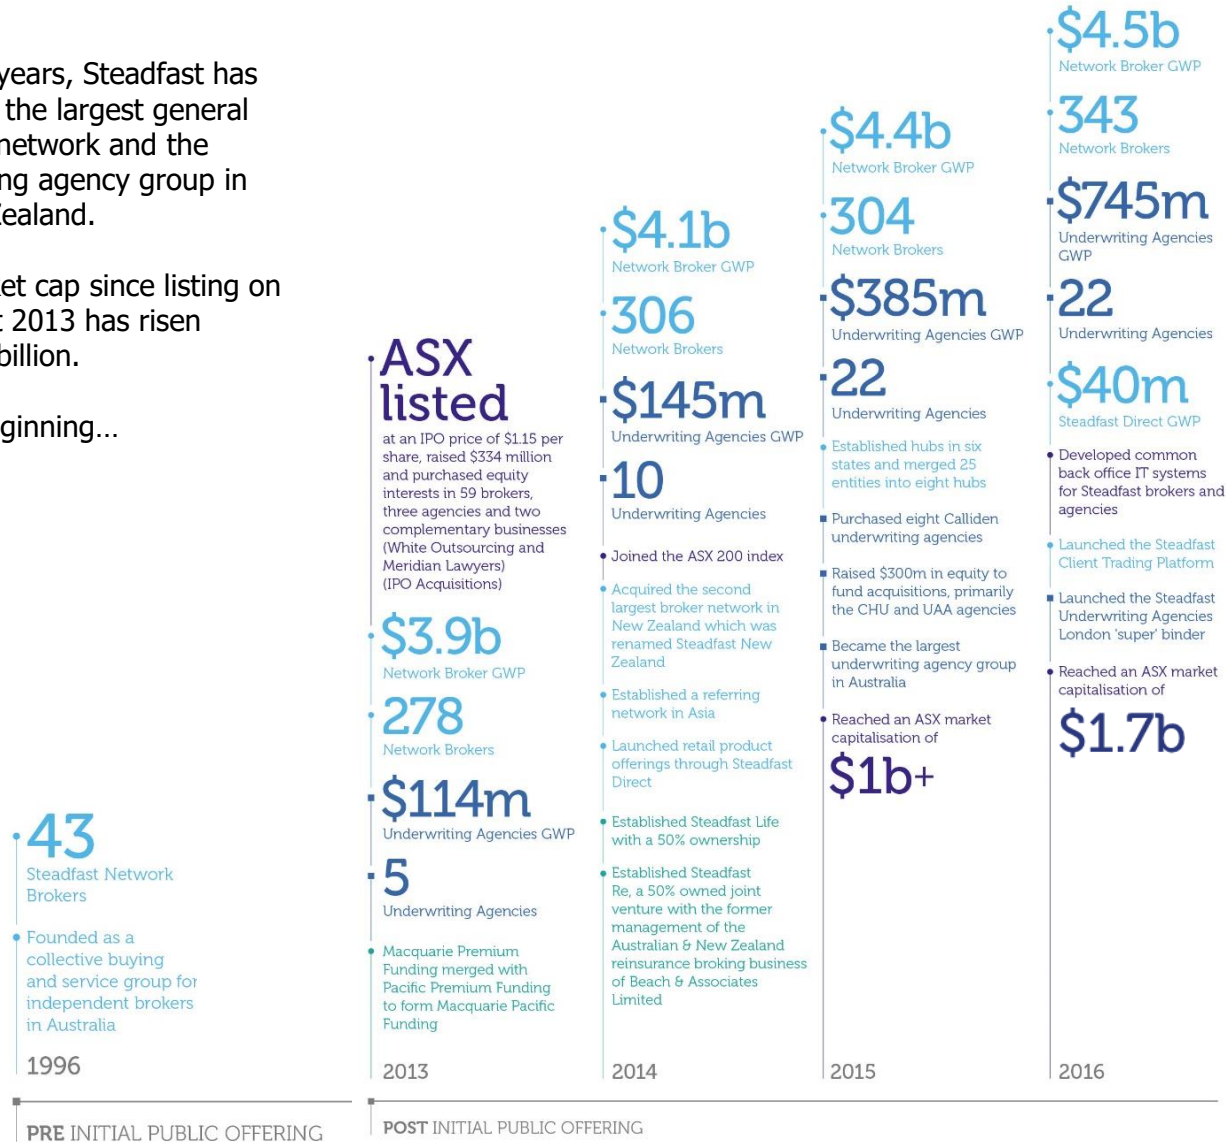 years, Steadfast has
the largest general
network and the
ng agency group in
Zealand.
et cap since listing on
t 2013 has risen
billion.
ginning…
43
Steadfast Network
Brokers
Founded as a
collective buying
and service group for
independent brokers
in Australia
1996
PRE INITIAL PUBLIC OFFERING
ASX
listed
at an IPO price of $1.15 per
share, raised $334 million
and purchased equity
interests in 59 brokers,
three agencies and two
complementary businesses
(White Outsourcing and
Meridian Lawyers)
(IPO Acquisitions)
$3.9b
Network Broker GWP
278
Network Brokers
$114m
Underwriting Agencies GWP
5
Underwriting Agencies
Macquarie Premium
Funding merged with
Pacific Premium Funding
to form Macquarie Pacific
Funding
2013
$4.1b
Network Broker GWP
306
Network Brokers
$145m
Underwriting Agencies GWP
10
Underwriting Agencies
Joined the ASX 200 index
Acquired the second
largest broker network in
New Zealand which was
renamed Steadfast New
Zealand
Established a referring
network in Asia
Launched retail product
offerings through Steadfast
Direct
Established Steadfast Life
with a 50% ownership
Established Steadfast
Re, a 50% owned joint
venture with the former
management of the
Australian & New Zealand
reinsurance broking business
of Beach & Associates
Limited
2014
$4.4b
Network Broker GWP
304
Network Brokers
$385m
Underwriting Agencies GWP
22
Underwriting Agencies
Established hubs in six
states and merged 25
entities into eight hubs
Purchased eight Calliden
underwriting agencies
Raised $300m in equity to
fund acquisitions, primarily
the CHU and UAA agencies
Became the largest
underwriting agency group
in Australia
Reached an ASX market
capitalisation of
$1b+
2015
$4.5b
Network Broker GWP
343
Network Brokers
$745m
Underwriting Agencies
GWP
22
Underwriting Agencies
$40m
Steadfast Direct GWP
Developed common
back office IT systems
for Steadfast brokers and
agencies
Launched the Steadfast
Client Trading Platform
Launched the Steadfast
Underwriting Agencies
London 'super' binder
Reached an ASX market
capitalisation of
$1.7b
2016
POST INITIAL PUBLIC OFFERING